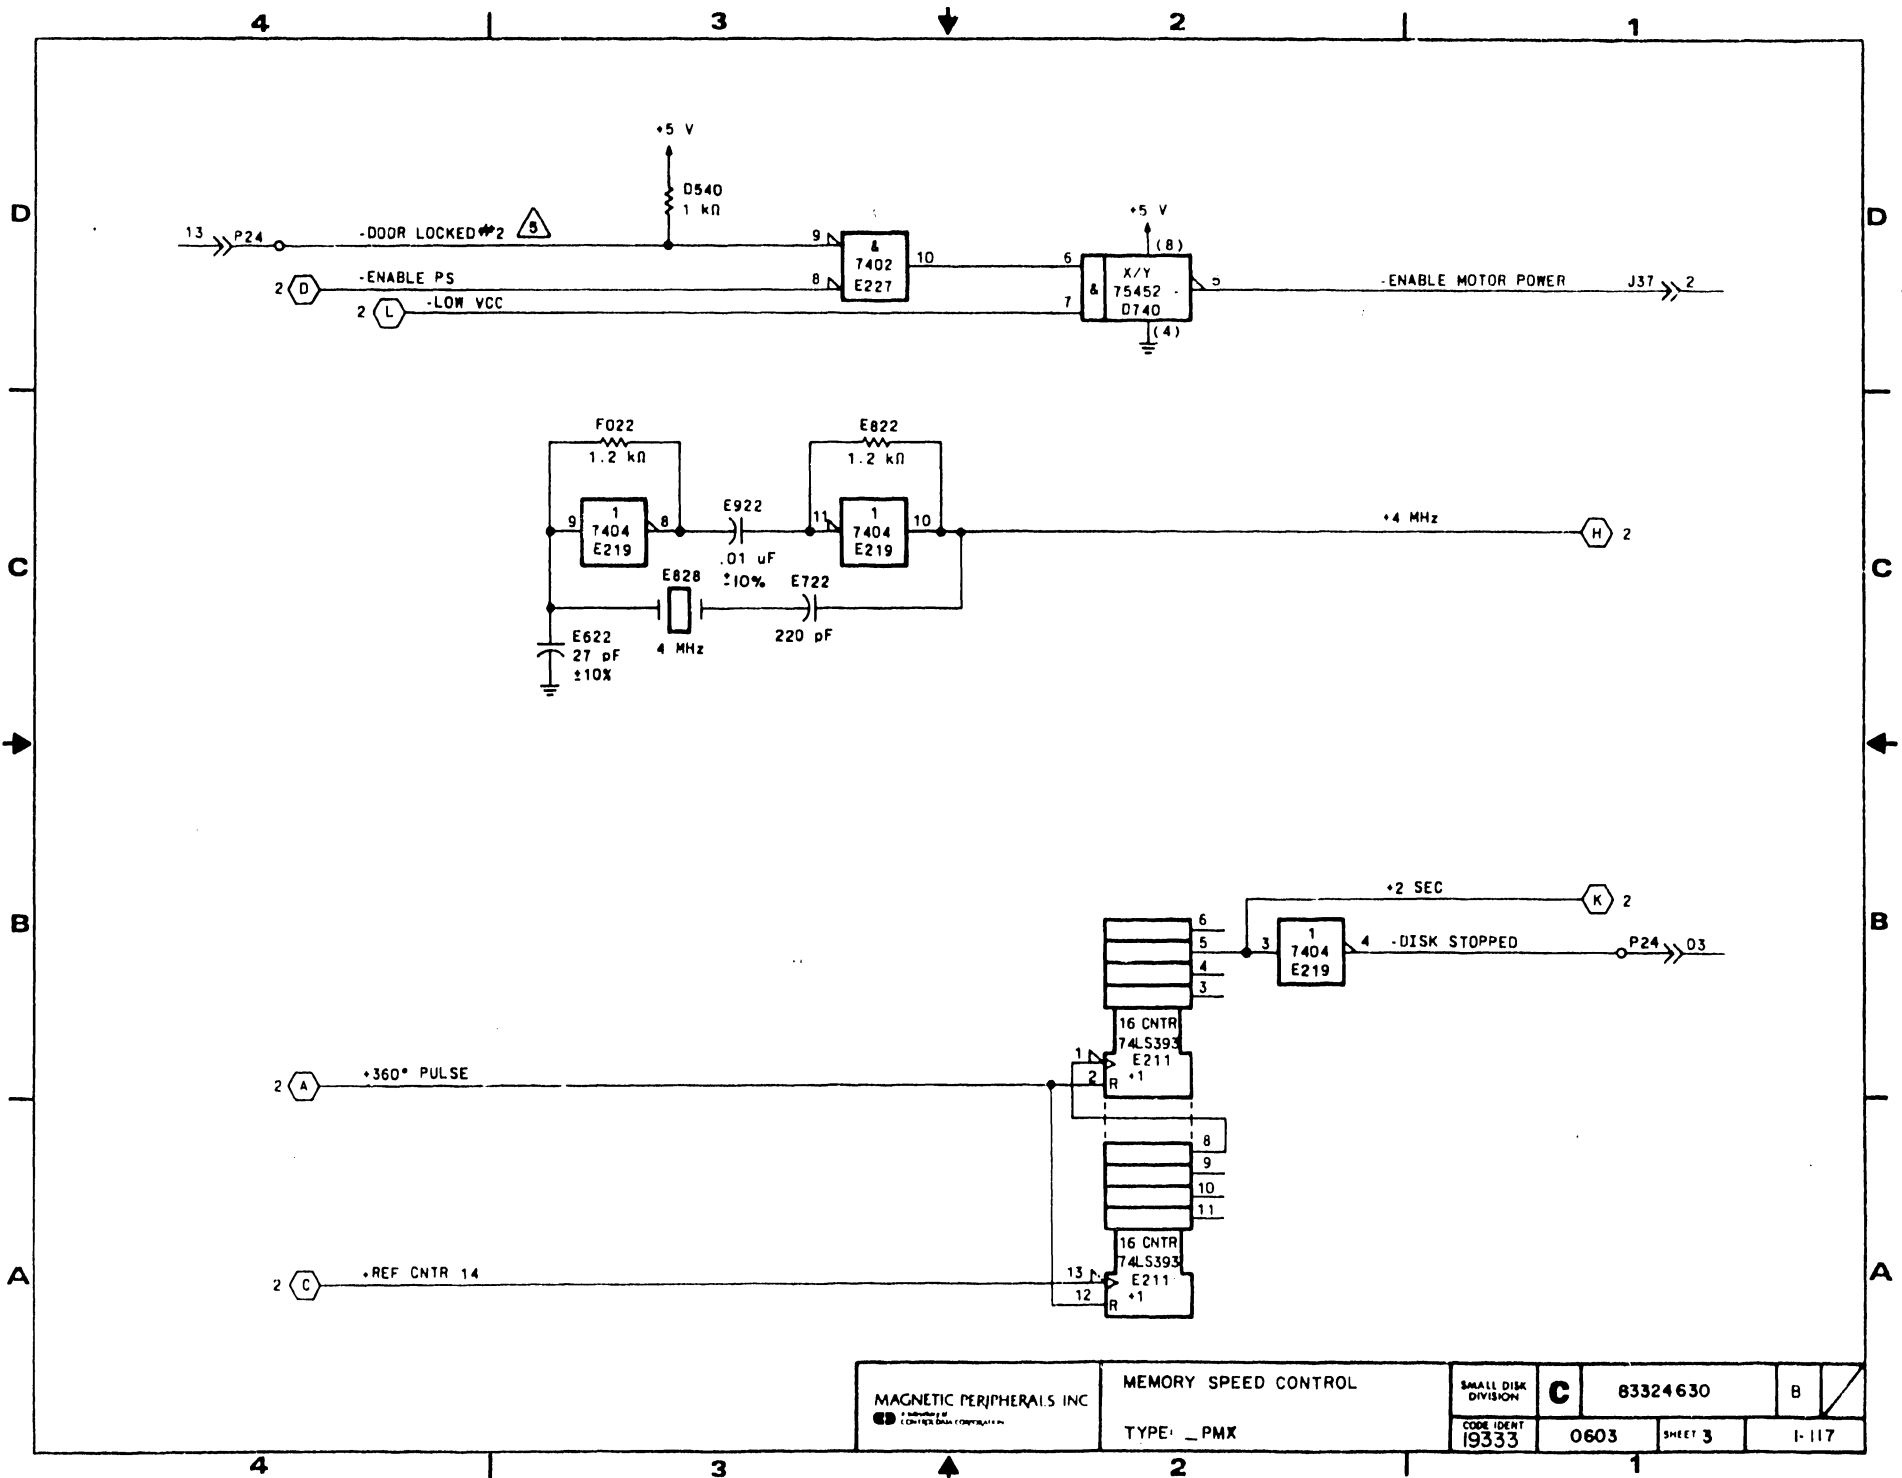 4 3 2 1
D
+5 V
D540
1 kΩ
13 P24
-DOOR LOCKED#2
5
9
&
7402
E227
10
2 D
-ENABLE PS
8
2 L
-LOW VCC
+5 V
(8)
6
7
&
X/Y
75452
D740
(4)
5
-ENABLE MOTOR POWER
J37 2
D
F022
1.2 kΩ
E822
1.2 kΩ
9
1
7404
E219
8
E922
.01 uF
±10%
11
1
7404
E219
10
+4 MHz
H 2
C
C
E828
4 MHz
E722
220 pF
E622
27 pF
±10%
+2 SEC
K 2
B
B
6
5
4
3
3
1
7404
E219
4
-DISK STOPPED
P24 03
16 CNTR
74LS393
E211
+1
1
2
R
2 A
+360° PULSE
8
9
10
11
16 CNTR
74LS393
E211
+1
13
12
R
A
A
2 C
+REF CNTR 14
MAGNETIC PERIPHERALS INC
a subsidiary of
CONTROL DATA CORPORATION
MEMORY SPEED CONTROL
TYPE: _PMX
SMALL DISK
DIVISION
C
83324630
B
CODE IDENT
19333
0603
SHEET 3
1-117
4 3 2 1